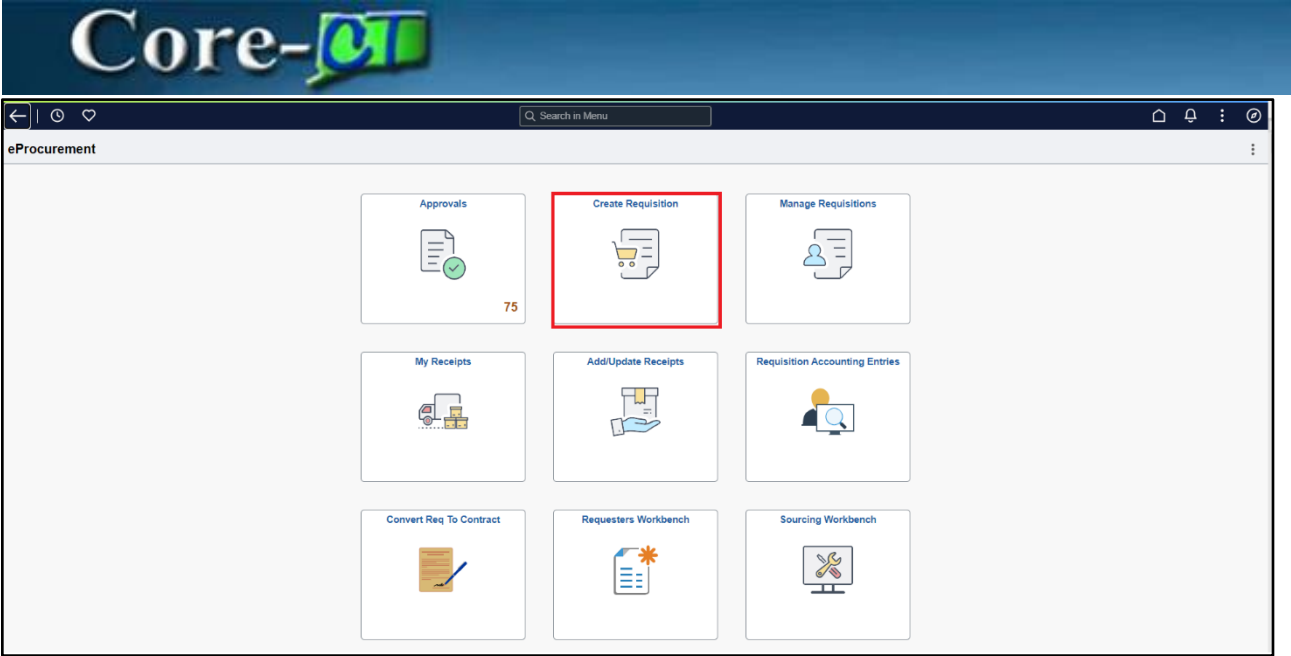 Core-CT
Search in Menu
eProcurement
Approvals
Create Requisition
Manage Requisitions
75
My Receipts
Add/Update Receipts
Requisition Accounting Entries
Convert Req To Contract
Requesters Workbench
Sourcing Workbench